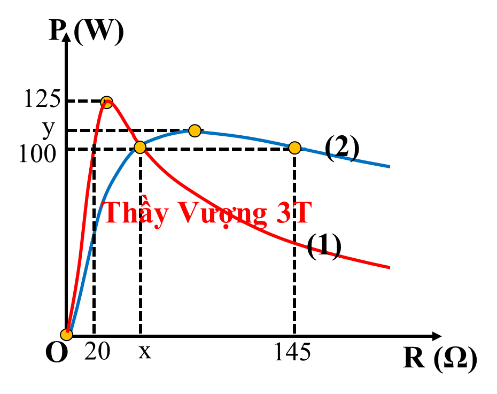 P (W)
125
y
100
(2)
Thầy Vượng 3T
(1)
O
20
x
145
R (Ω)